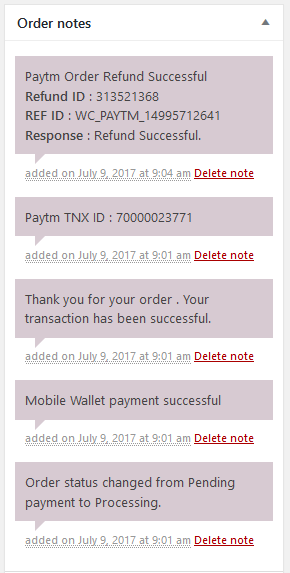 Order notes
Paytm Order Refund Successful
Refund ID : 313521368
REF ID : WC_PAYTM_14995712641
Response : Refund Successful.
added on July 9, 2017 at 9:04 am Delete note
Paytm TNX ID : 70000023771
added on July 9, 2017 at 9:01 am Delete note
Thank you for your order . Your
transaction has been successful.
added on July 9, 2017 at 9:01 am Delete note
Mobile Wallet payment successful
added on July 9, 2017 at 9:01 am Delete note
Order status changed from Pending
payment to Processing.
added on July 9, 2017 at 9:01 am Delete note